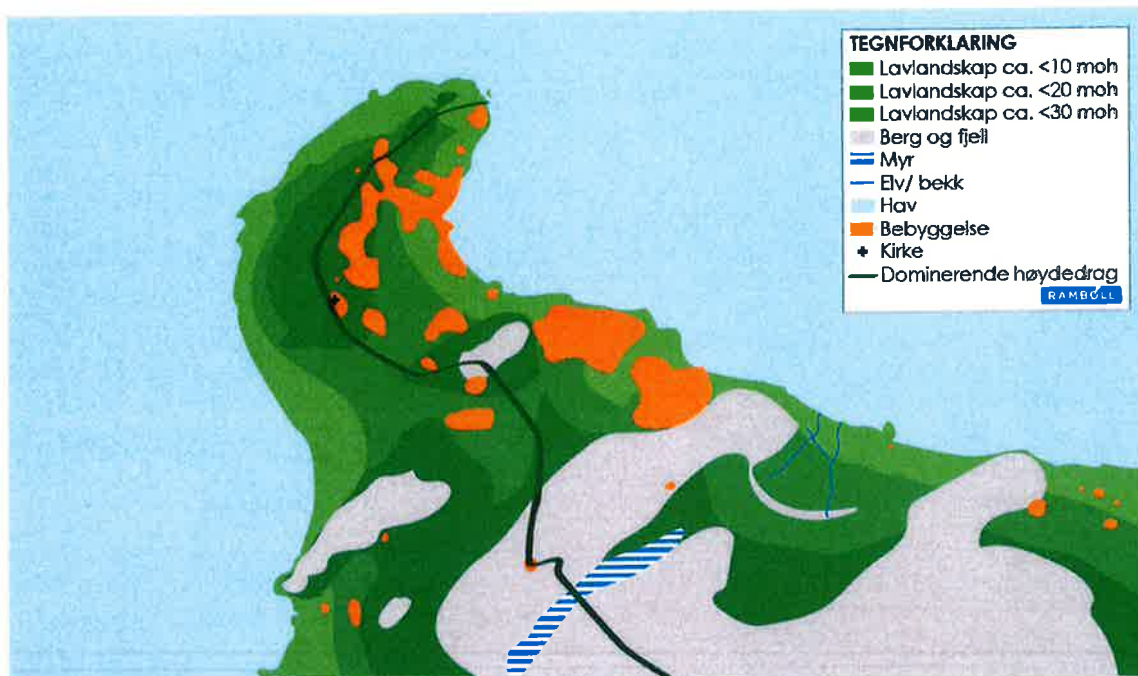 TEGNFORKLARING
Lavlandskap ca. <10 moh
Lavlandskap ca. <20 moh
Lavlandskap ca. <30 moh
Berg og fjell
Myr
Elv/ bekk
Hav
Bebyggelse
Kirke
Dominerende høydedrag
RAMBOLL